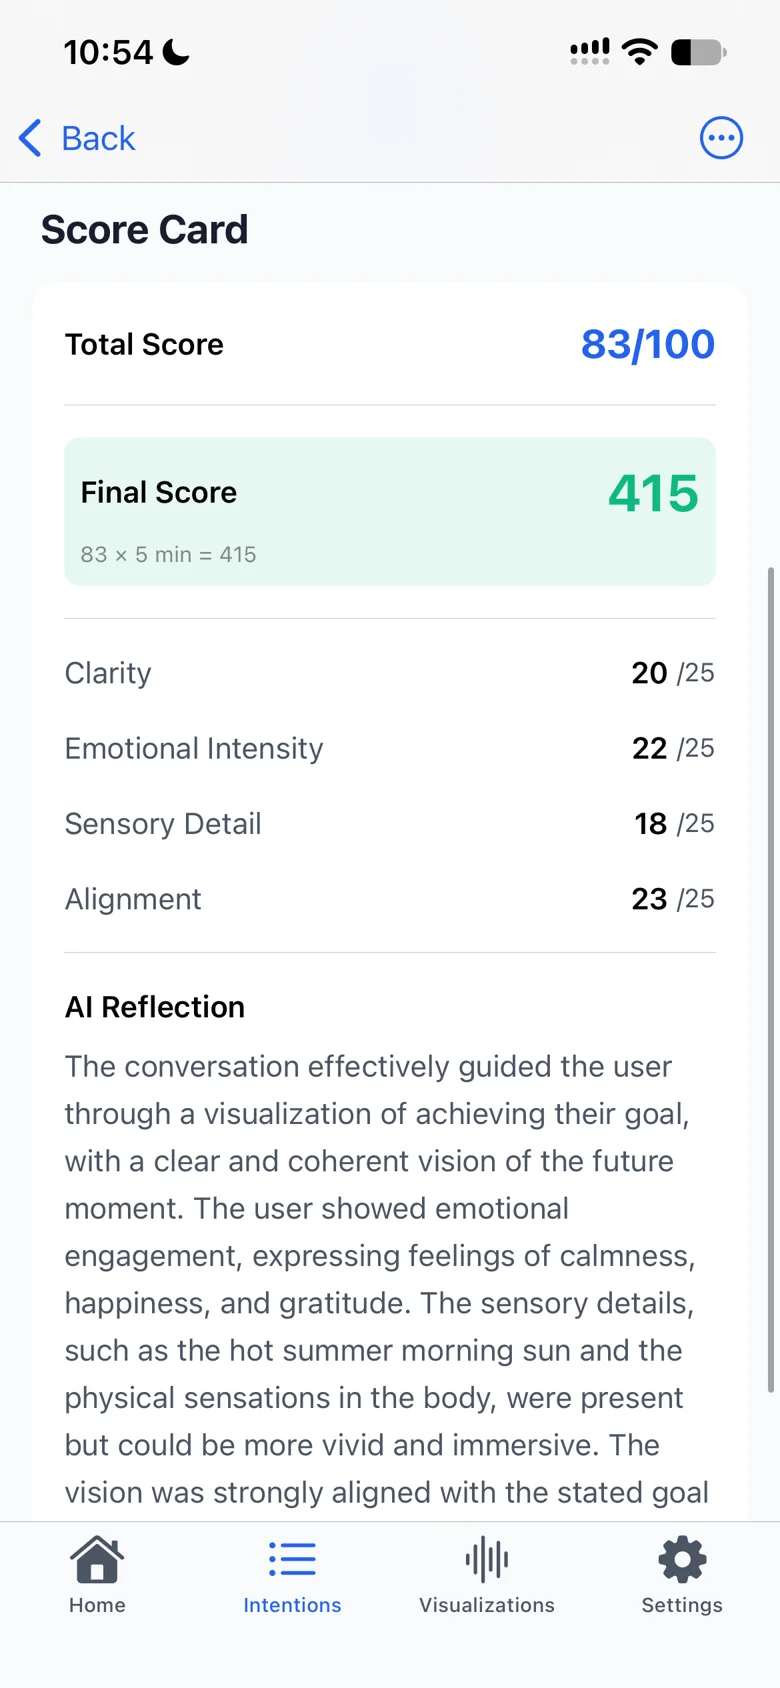 10:54
Back
Score Card
Total Score 83/100
Final Score 415
83 × 5 min = 415
Clarity 20 /25
Emotional Intensity 22 /25
Sensory Detail 18 /25
Alignment 23 /25
AI Reflection
The conversation effectively guided the user
through a visualization of achieving their goal,
with a clear and coherent vision of the future
moment. The user showed emotional
engagement, expressing feelings of calmness,
happiness, and gratitude. The sensory details,
such as the hot summer morning sun and the
physical sensations in the body, were present
but could be more vivid and immersive. The
vision was strongly aligned with the stated goal
Home Intentions Visualizations Settings